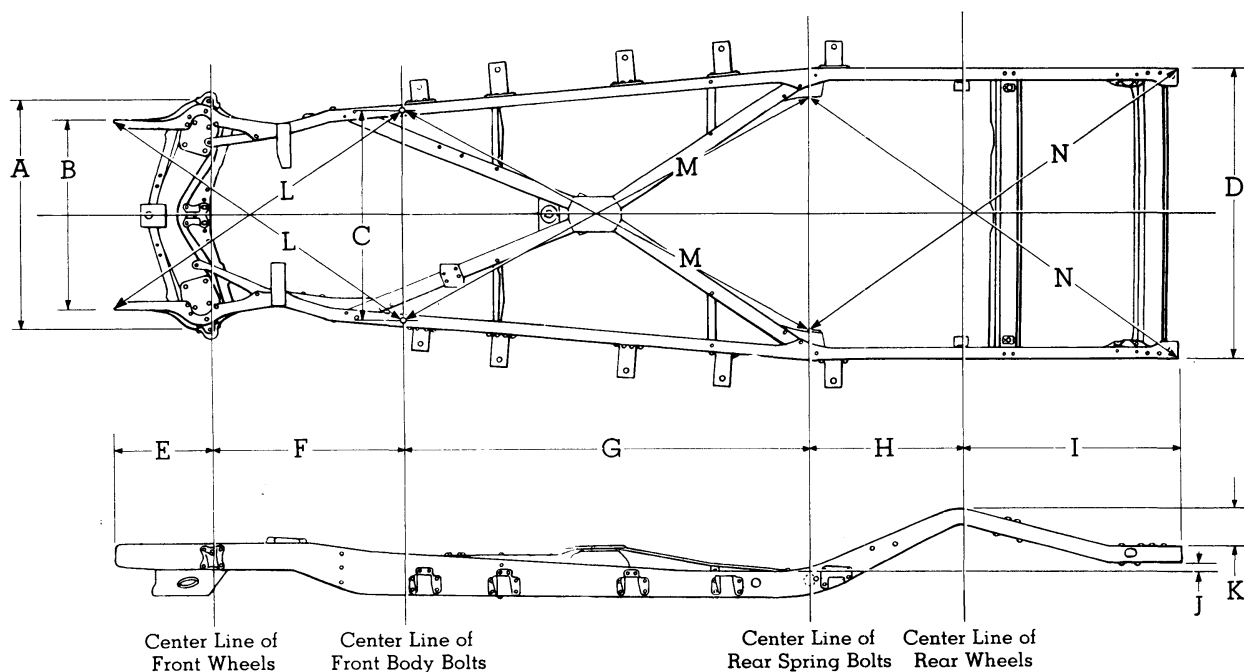 A
B
L
L
C
M
M
N
N
D
E
F
G
H
I
K
J
Center Line of
Front Wheels
Center Line of
Front Body Bolts
Center Line of
Rear Spring Bolts
Center Line of
Rear Wheels